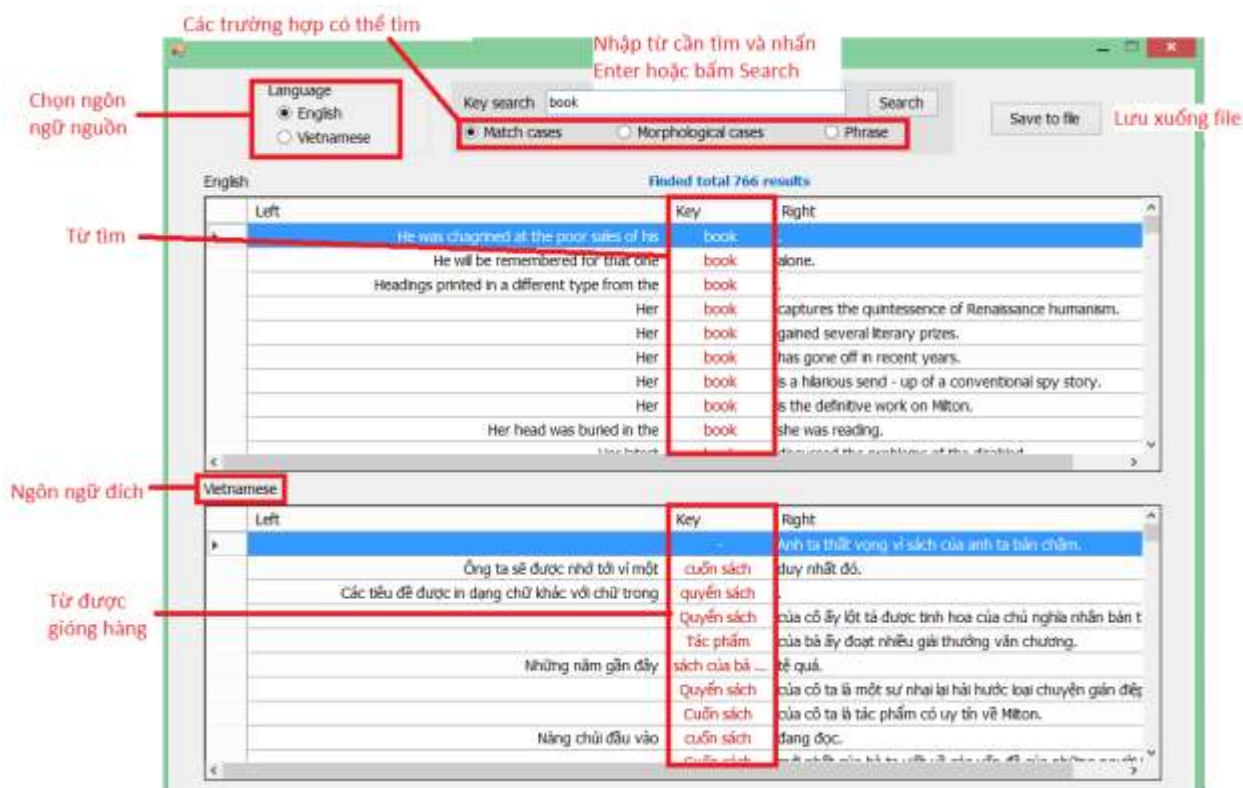 Các trường hợp có thể tìm
Nhập từ cần tìm và nhấn
Enter hoặc bấm Search
Chọn ngôn
ngữ nguồn
Language
English
Vietnamese
Key search book Search
Match cases Morphological cases Phrase
Save to file
Lưu xuống file
English Finded total 766 results
Left Key Right
Từ tìm
He was chagrined at the poor sales of his book .
He will be remembered for that one book alone.
Headings printed in a different type from the book .
Her book captures the quintessence of Renaissance humanism.
Her book gained several literary prizes.
Her book has gone off in recent years.
Her book is a hilarious send - up of a conventional spy story.
Her book is the definitive work on Milton.
Her head was buried in the book she was reading.
Ngôn ngữ đích
Vietnamese
Left Key Right
- Anh ta thất vọng vì sách của anh ta bán chậm.
Ông ta sẽ được nhớ tới vì một cuốn sách duy nhất đó.
Các tiêu đề được in dạng chữ khác với chữ trong quyển sách .
Từ được
gióng hàng
Quyển sách của cô ấy lột tả được tinh hoa của chủ nghĩa nhân bản t
Tác phẩm của bà ấy đoạt nhiều giải thưởng văn chương.
Những năm gần đây sách của bà ... tệ quá.
Quyển sách của cô ta là một sự nhại lại hài hước loại chuyện gián điệp
Cuốn sách của cô ta là tác phẩm có uy tín về Milton.
Nàng chúi đầu vào cuốn sách đang đọc.